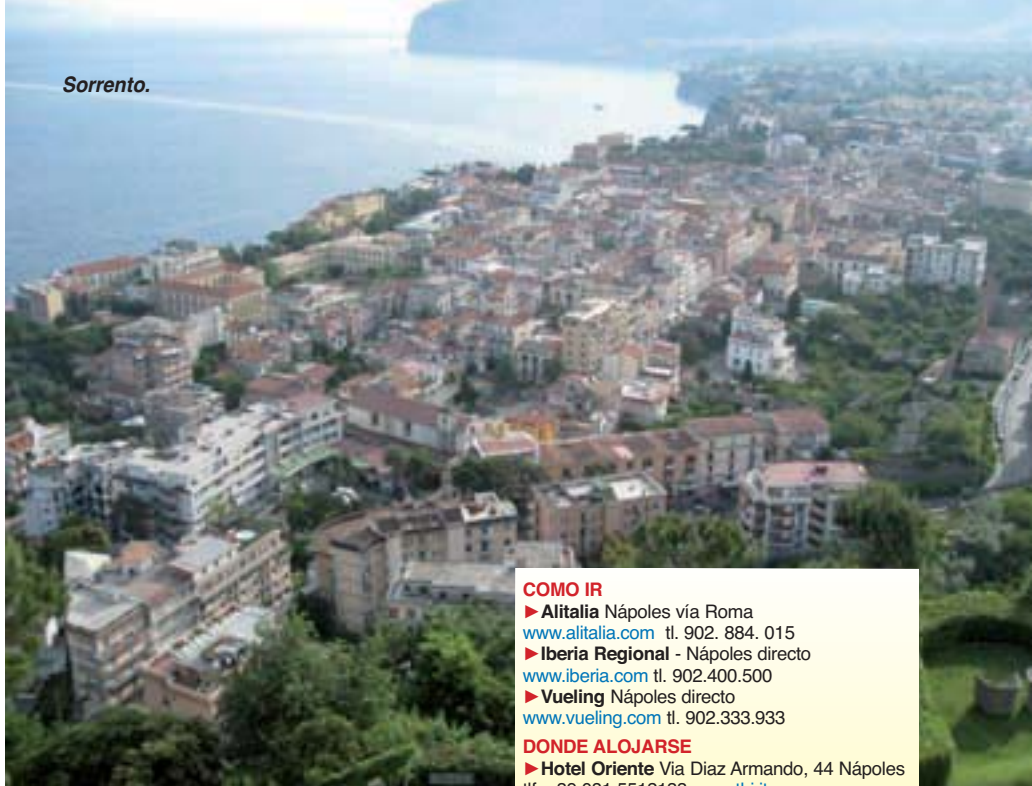 Sorrento.
COMO IR
►Alitalia Nápoles vía Roma
www.alitalia.com tl. 902. 884. 015
►Iberia Regional - Nápoles directo
www.iberia.com tl. 902.400.500
►Vueling Nápoles directo
www.vueling.com tl. 902.333.933
DONDE ALOJARSE
►Hotel Oriente Via Diaz Armando, 44 Nápoles